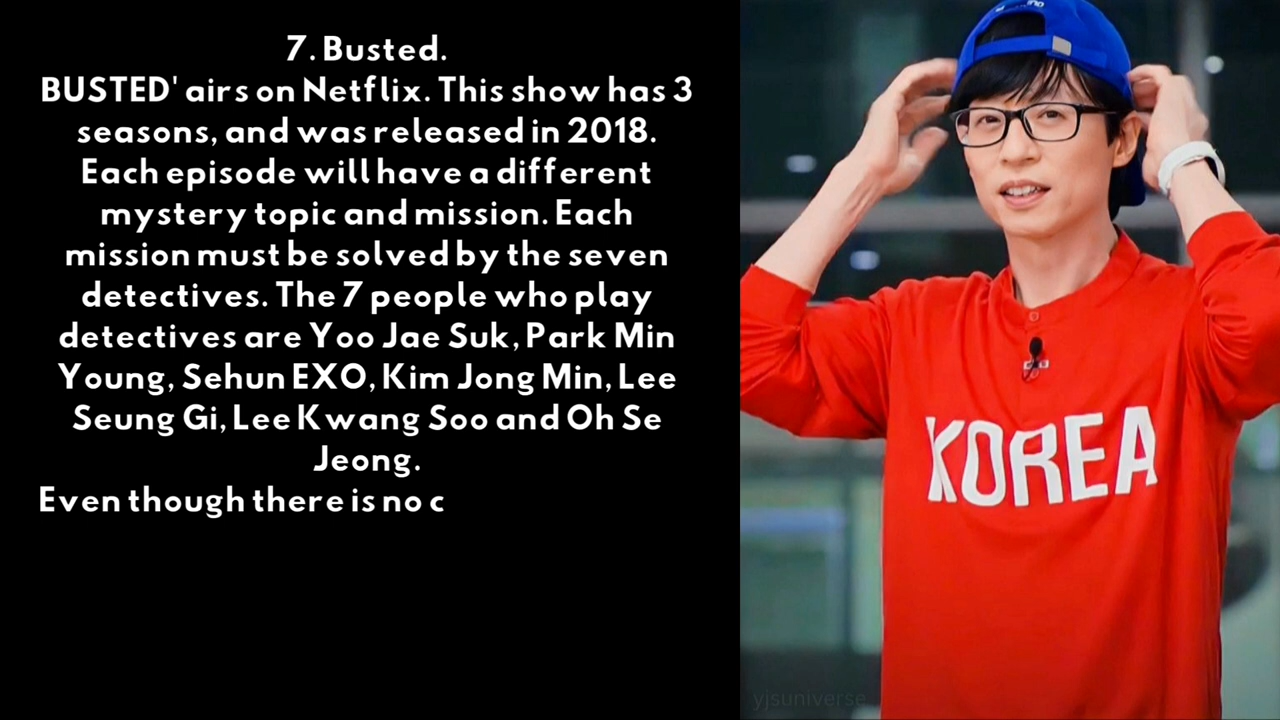 7. Busted.
BUSTED' airs on Netflix. This show has 3
seasons, and was released in 2018.
Each episode will have a different
mystery topic and mission. Each
mission must be solved by the seven
detectives. The 7 people who play
detectives are Yoo Jae Suk, Park Min
Young, Sehun EXO, Kim Jong Min, Lee
Seung Gi, Lee Kwang Soo and Oh Se
Jeong.
Even though there is no c
KOREA
yjsuniverse